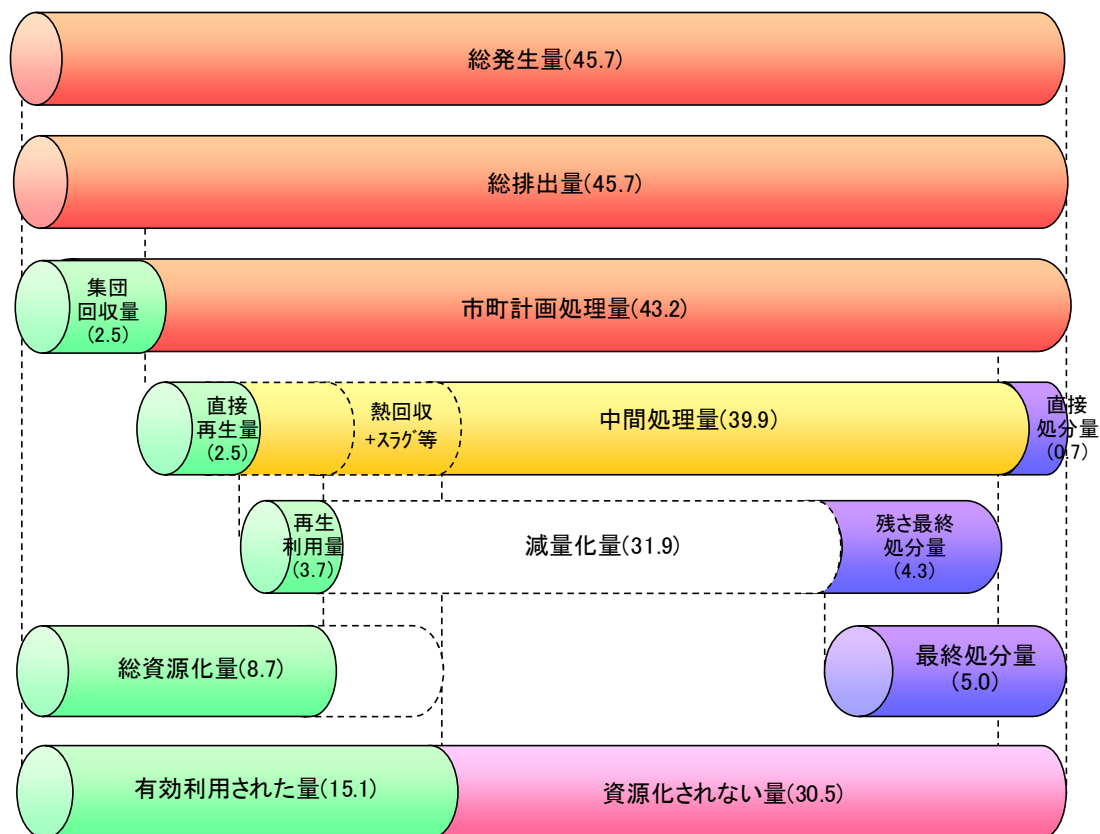 総発生量(45.7)
総排出量(45.7)
集団
回収量
(2.5)
市町計画処理量(43.2)
直接
再生量
(2.5)
熱回収
+ｽﾗｸﾞ等
中間処理量(39.9)
直接
処分量
(0.7)
再生
利用量
(3.7)
減量化量(31.9)
残さ最終
処分量
(4.3)
総資源化量(8.7)
最終処分量
(5.0)
有効利用された量(15.1)
資源化されない量(30.5)